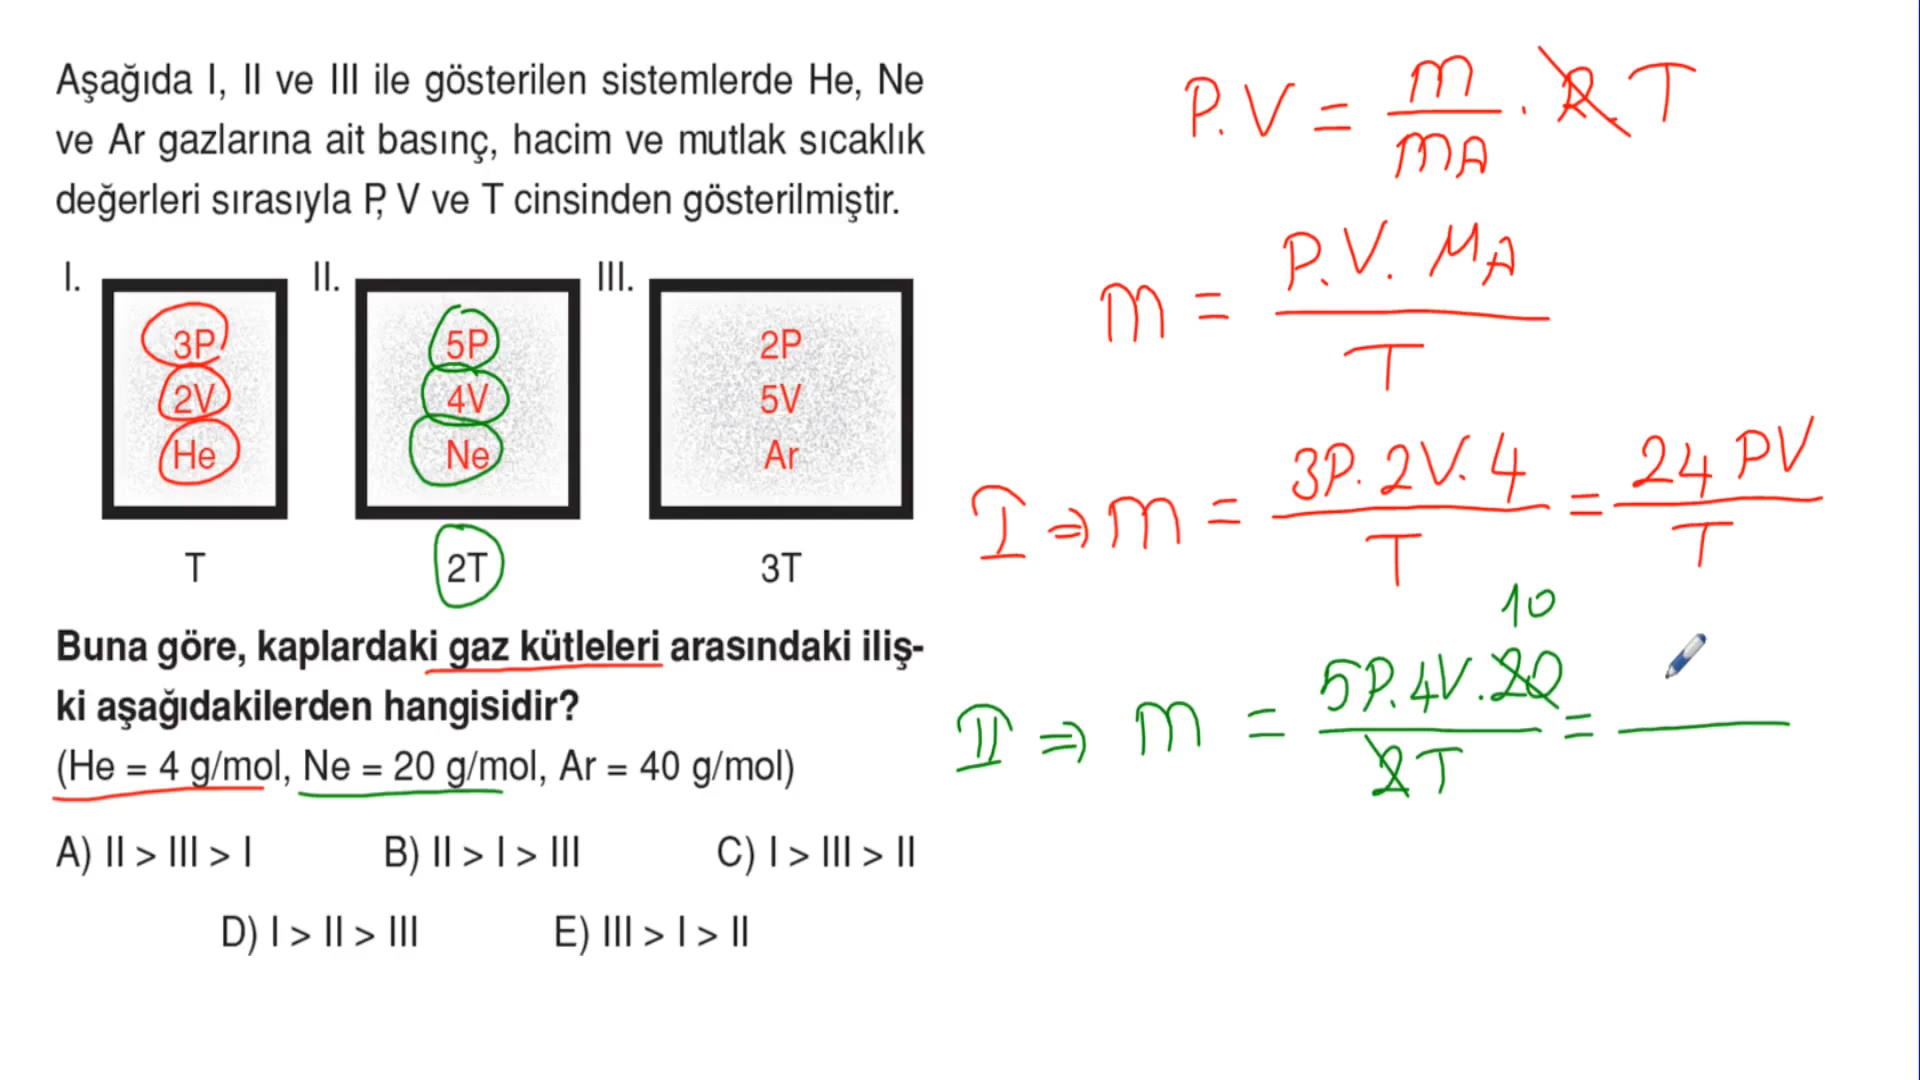 Aşağıda I, II ve III ile gösterilen sistemlerde He, Ne
ve Ar gazlarına ait basınç, hacim ve mutlak sıcaklık
değerleri sırasıyla P, V ve T cinsinden gösterilmiştir.
I. II. III.
3P 5P 2P
2V 4V 5V
He Ne Ar
T 2T 3T
Buna göre, kaplardaki gaz kütleleri arasındaki iliş-
ki aşağıdakilerden hangisidir?
(He = 4 g/mol, Ne = 20 g/mol, Ar = 40 g/mol)
A) II > III > I B) II > I > III C) I > III > II
D) I > II > III E) III > I > II
P.V = m/mA . R T
m = P.V. MA / T
I ⇒ m = 3P.2V.4 / T = 24 PV / T
10
II ⇒ m = 5P.4V.20 / 2T =